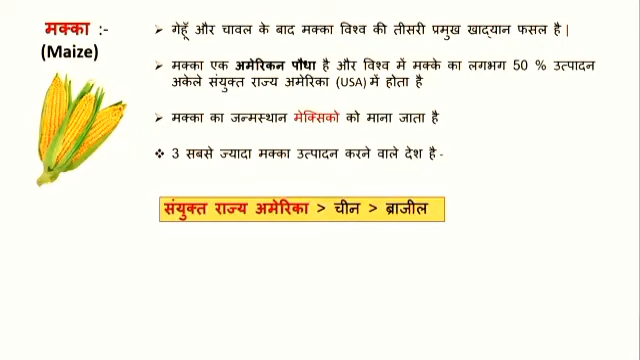 मक्का :-
(Maize)
➢ गेहूँ और चावल के बाद मक्का विश्व की तीसरी प्रमुख खाद्यान फसल है |
➢ मक्का एक अमेरिकन पौधा है और विश्व में मक्के का लगभग 50 % उत्पादन
अकेले संयुक्त राज्य अमेरिका (USA) में होता है
➢ मक्का का जन्मस्थान मेक्सिको को माना जाता है
❖ 3 सबसे ज्यादा मक्का उत्पादन करने वाले देश है -
संयुक्त राज्य अमेरिका > चीन > ब्राजील